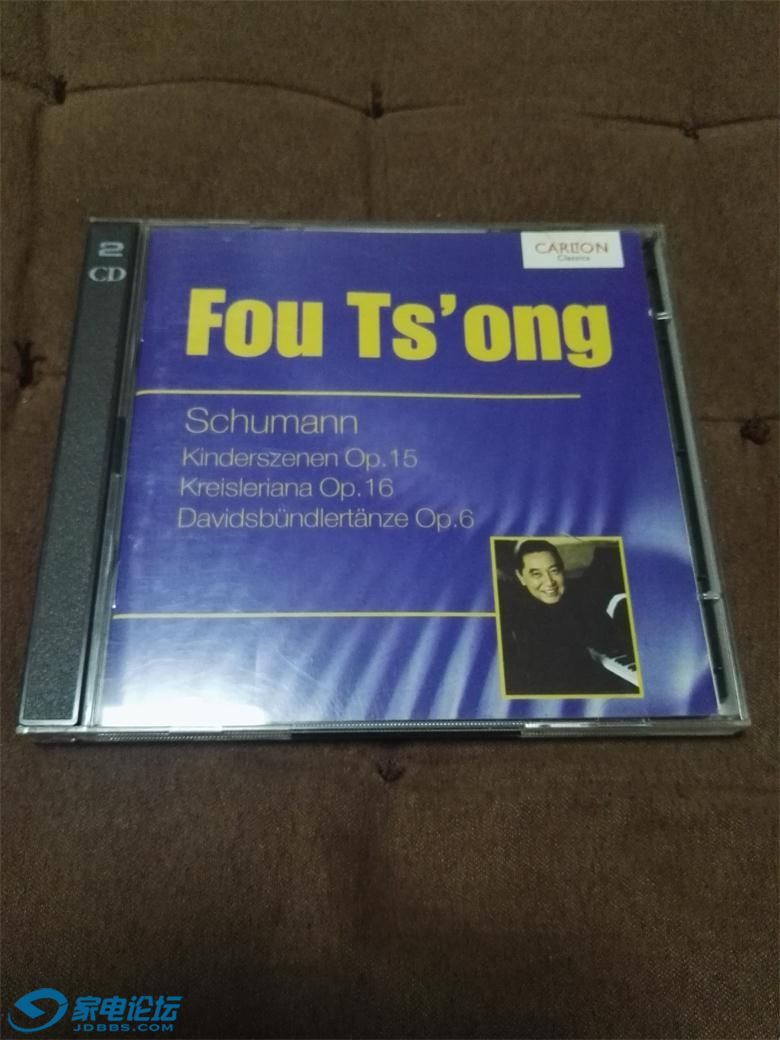 2
CD
CARLTON
Classics
Fou Ts'ong
Schumann
Kinderszenen Op.15
Kreisleriana Op.16
Davidsbündlertänze Op.6
家电论坛
JDBBS.COM